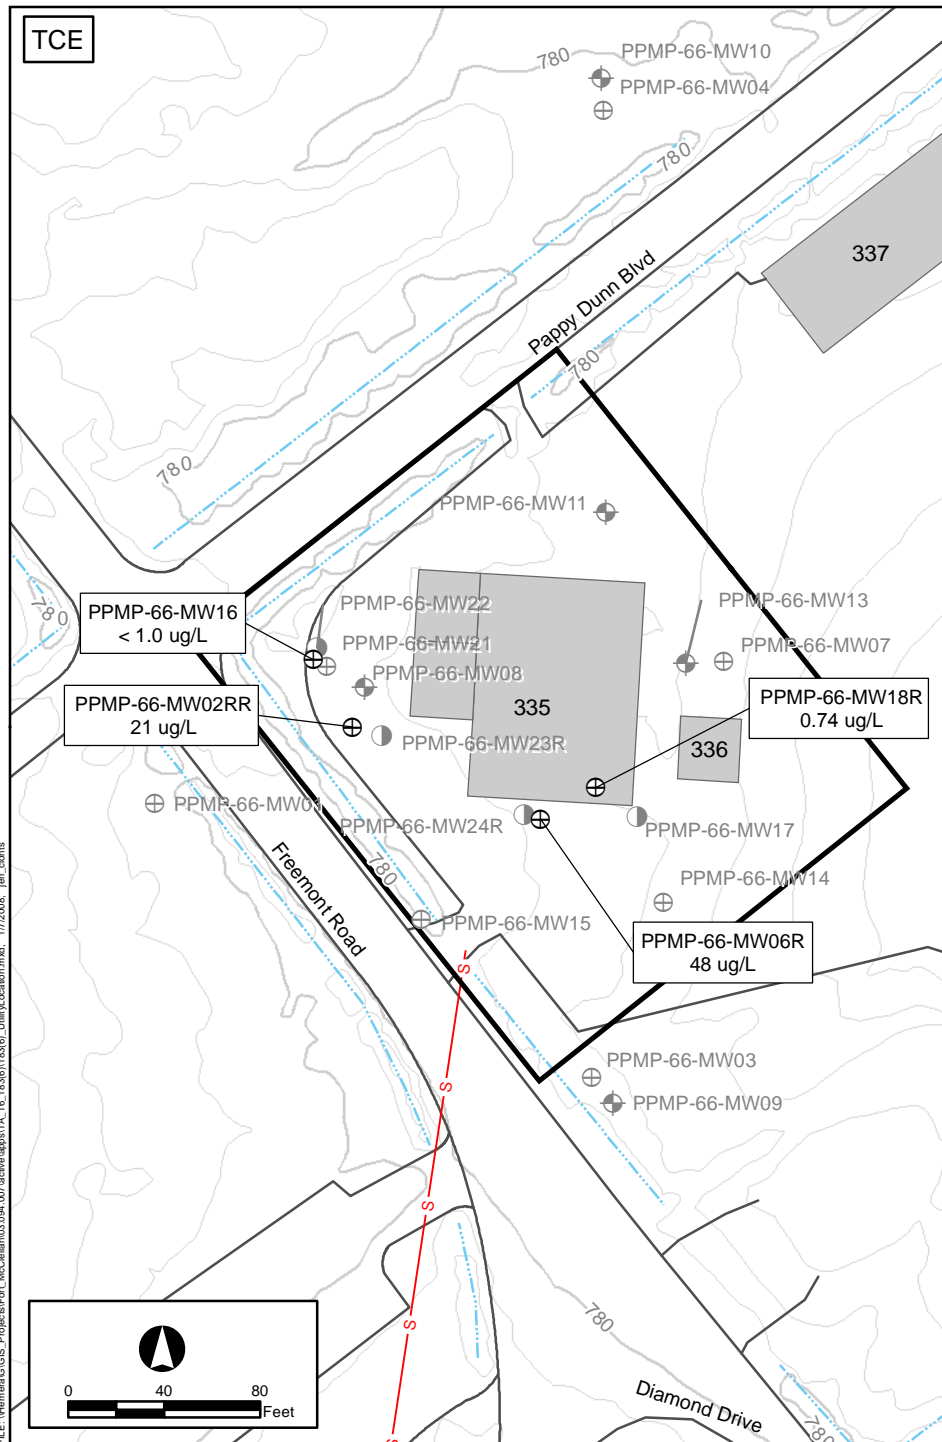 TCE
780
PPMP-66-MW10
PPMP-66-MW04
780
337
Pappy Dunn Blvd
780
780
PPMP-66-MW11
780
PPMP-66-MW16
< 1.0 ug/L
PPMP-66-MW22
PPMP-66-MW13
PPMP-66-MW21
PPMP-66-MW07
PPMP-66-MW08
PPMP-66-MW02RR
21 ug/L
PPMP-66-MW18R
0.74 ug/L
335
336
PPMP-66-MW23R
PPMP-66-MW01
PPMP-66-MW24R
PPMP-66-MW17
780
Freemont Road
PPMP-66-MW14
PPMP-66-MW15
PPMP-66-MW06R
48 ug/L
S
PPMP-66-MW03
S
PPMP-66-MW09
S
S
780
0 40 80
Feet
Diamond Drive
780
S